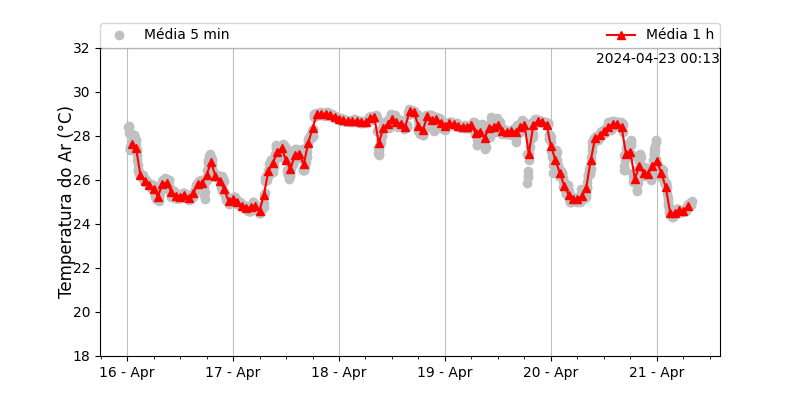 Média 5 min
Média 1 h
2024-04-23 00:13
Temperatura do Ar (°C)
32
30
28
26
24
22
20
18
16 - Apr
17 - Apr
18 - Apr
19 - Apr
20 - Apr
21 - Apr